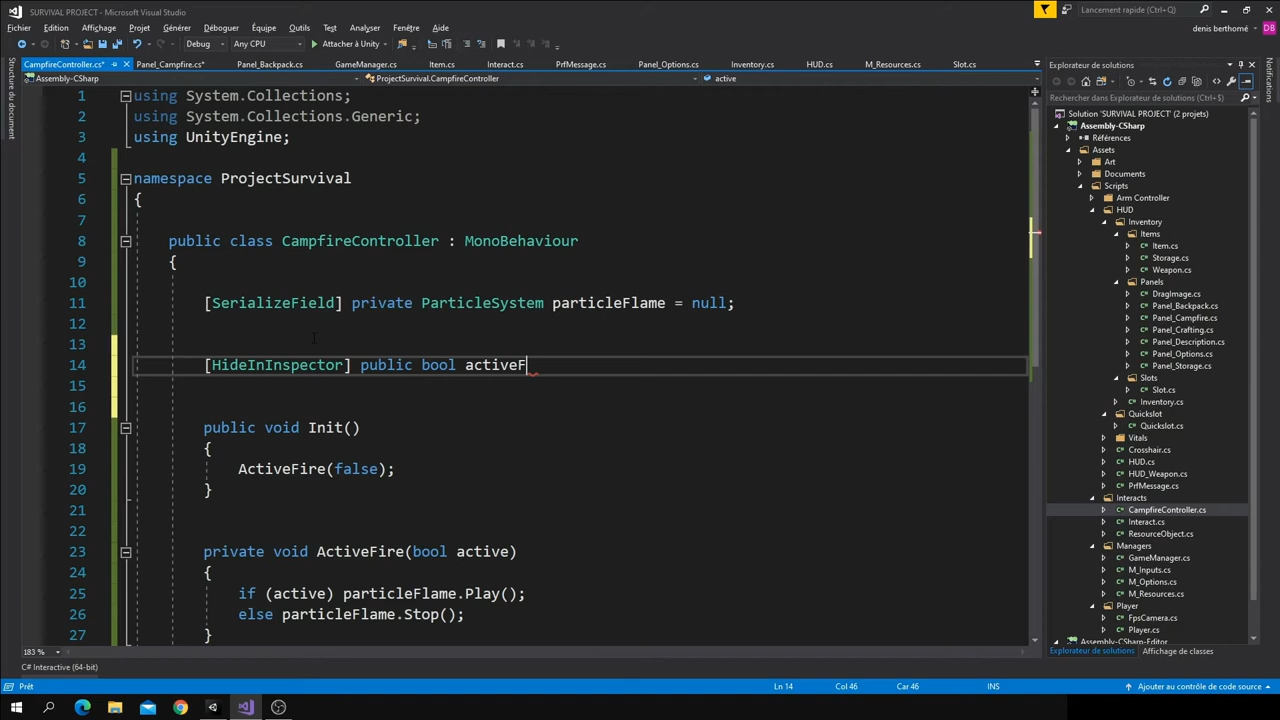 SURVIVAL PROJECT - Microsoft Visual Studio
Lancement rapide (Ctrl+Q)
Fichier Edition Affichage Projet Générer Déboguer Équipe Outils Test Analyser Fenêtre Aide
denis berthomé DB
Debug Any CPU Attacher à Unity
CampfireController.cs* Panel_Campfire.cs* Panel_Backpack.cs GameManager.cs Item.cs Interact.cs PrfMessage.cs Panel_Options.cs Inventory.cs HUD.cs M_Resources.cs Slot.cs
Assembly-CSharp ProjectSurvival.CampfireController active
Structure du document
1 using System.Collections;
2 using System.Collections.Generic;
3 using UnityEngine;
4
5 namespace ProjectSurvival
6 {
7
8 public class CampfireController : MonoBehaviour
9 {
10
11 [SerializeField] private ParticleSystem particleFlame = null;
12
13
14 [HideInInspector] public bool activeF
15
16
17 public void Init()
18 {
19 ActiveFire(false);
20 }
21
22
23 private void ActiveFire(bool active)
24 {
25 if (active) particleFlame.Play();
26 else particleFlame.Stop();
27 }
183 %
C# Interactive (64-bit)
Explorateur de solutions
Notifications
Rechercher dans Explorateur de solutions (Ctrl+$)
Solution 'SURVIVAL PROJECT' (2 projets)
Assembly-CSharp
Références
Assets
Art
Documents
Scripts
Arm Controller
HUD
Inventory
Items
Item.cs
Storage.cs
Weapon.cs
Panels
DragImage.cs
Panel_Backpack.cs
Panel_Campfire.cs
Panel_Crafting.cs
Panel_Description.cs
Panel_Options.cs
Panel_Storage.cs
Slots
Slot.cs
Inventory.cs
Quickslot
Quickslot.cs
Vitals
Crosshair.cs
HUD.cs
HUD_Weapon.cs
PrfMessage.cs
Interacts
CampfireController.cs
Interact.cs
ResourceObject.cs
Managers
GameManager.cs
M_Inputs.cs
M_Options.cs
M_Resources.cs
Player
FpsCamera.cs
Player.cs
Assembly-CSharp-Editor
Explorateur de solutions Affichage de classes
Prêt Ln 14 Col 46 Car 46 INS Ajouter au contrôle de code source